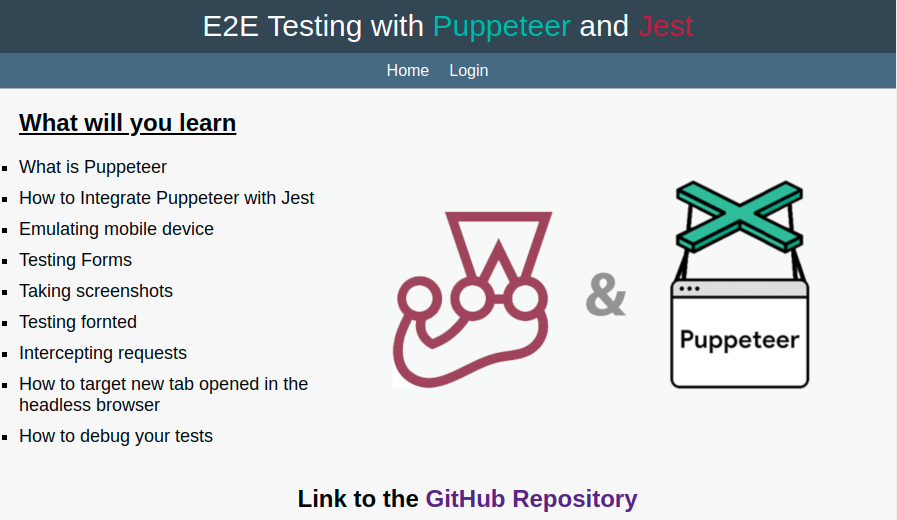 E2E Testing with Puppeteer and Jest
Home Login
What will you learn
What is Puppeteer
How to Integrate Puppeteer with Jest
Emulating mobile device
Testing Forms
Taking screenshots
Testing fornted
Intercepting requests
How to target new tab opened in the
headless browser
How to debug your tests
&
Puppeteer
Link to the GitHub Repository